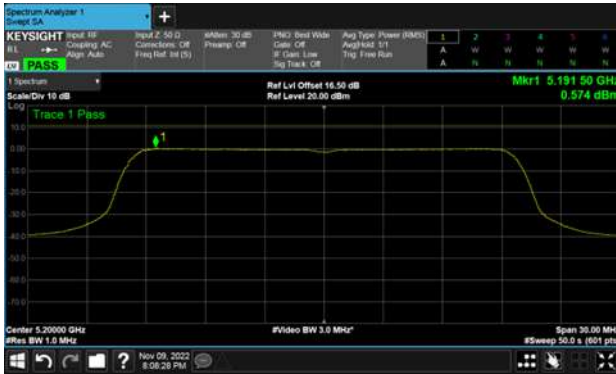 Spectrum Analyzer 1
Swept SA
+
KEYSIGHT Input: RF Input Z: 50 Ω #Atten: 30 dB PNO: Best Wide Avg Type: Power (RMS) 1 2 3 4 5 6
RL Coupling: AC Corrections: Off Preamp: Off Gate: Off Avg|Hold: 1/1 A W W W W W
Align: Auto Freq Ref: Int (S) IF Gain: Low Trig: Free Run A N N N N N
PASS Sig Track: Off
1 Spectrum
Ref Lvl Offset 16.50 dB Mkr1 5.191 50 GHz
Scale/Div 10 dB Ref Level 20.00 dBm 0.574 dBm
Log
Trace 1 Pass
10.0
1
0.00
-10.0
-20.0
-30.0
-40.0
-50.0
-60.0
-70.0
Center 5.20000 GHz #Video BW 3.0 MHz* Span 30.00 MHz
#Res BW 1.0 MHz #Sweep 50.0 s (601 pts)
? Nov 09, 2022
8:08:28 PM